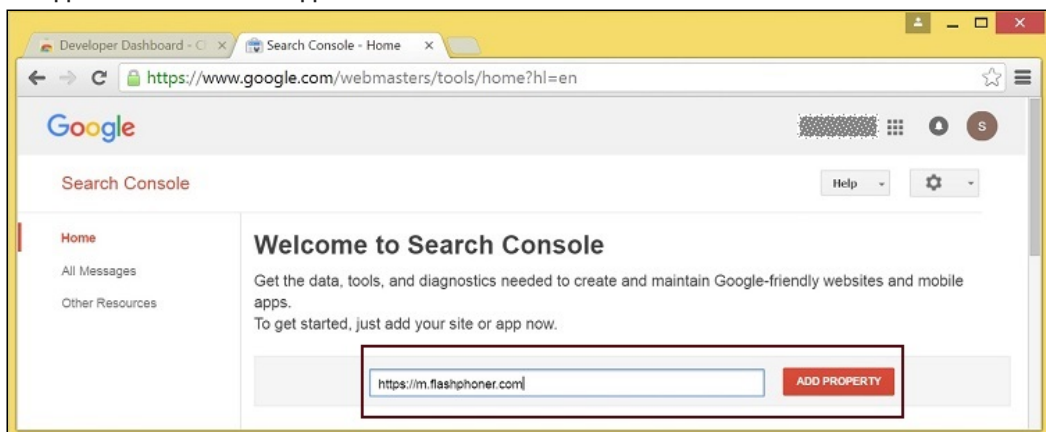 Developer Dashboard - C
Search Console - Home
https://www.google.com/webmasters/tools/home?hl=en
Google
S
Search Console
Help
Home
All Messages
Other Resources
Welcome to Search Console
Get the data, tools, and diagnostics needed to create and maintain Google-friendly websites and mobile
apps.
To get started, just add your site or app now.
https://m.flashphoner.com
ADD PROPERTY